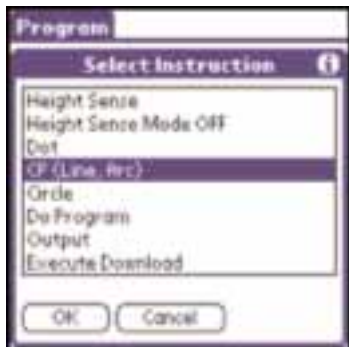 Program
Select Instruction i
Height Sense
Height Sense Mode OFF
Dot
CP (Line, Arc)
Circle
Do Program
Output
Execute Download
OK Cancel